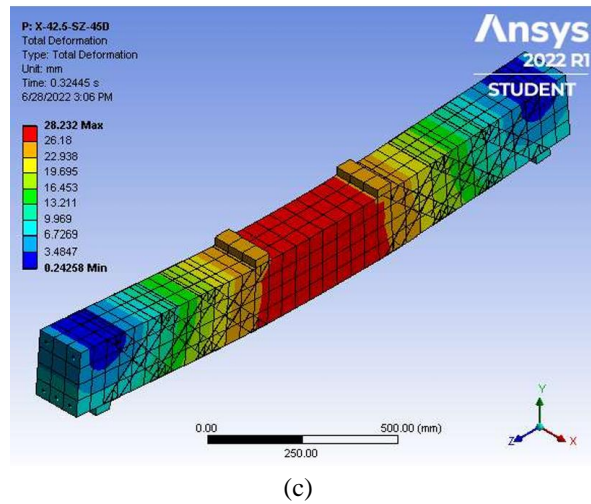 P: X-42.5-SZ-45D
Total Deformation
Type: Total Deformation
Unit: mm
Time: 0.32445 s
6/28/2022 3:06 PM
28.232 Max
26.18
22.938
19.695
16.453
13.211
9.969
6.7269
3.4847
0.24258 Min
Ansys
2022 R1
STUDENT
0.00
500.00 (mm)
250.00
Y
Z
X
(c)